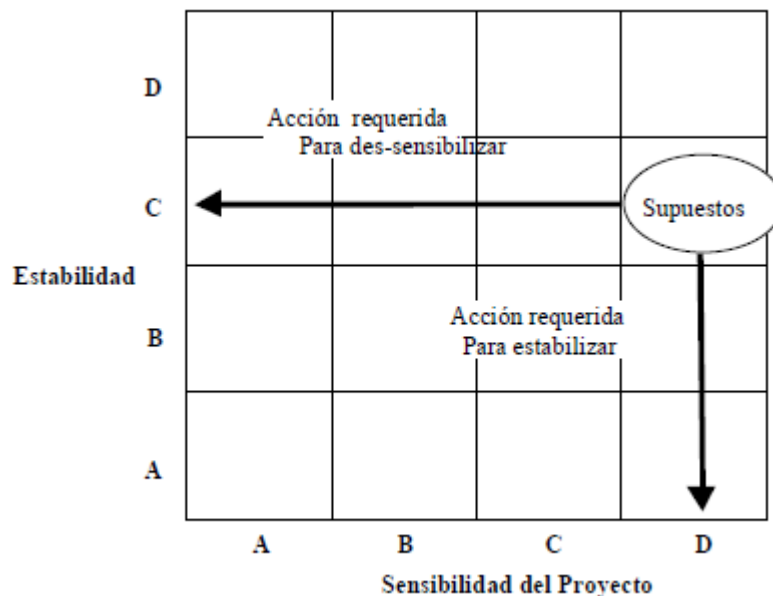 D
Acción requerida
Para des-sensibilizar
C
Supuestos
Estabilidad
Acción requerida
B
Para estabilizar
A
A B C D
Sensibilidad del Proyecto